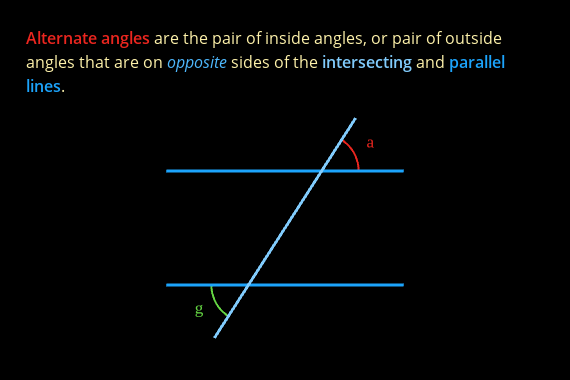 Alternate angles are the pair of inside angles, or pair of outside
angles that are on opposite sides of the intersecting and parallel
lines.
a
g